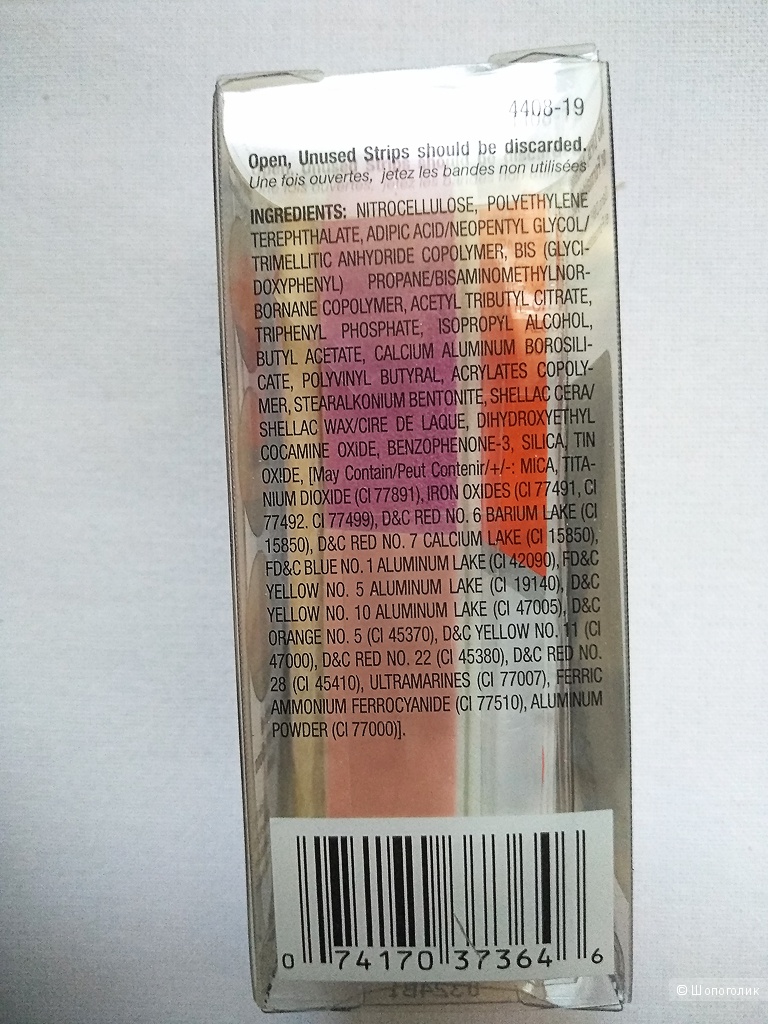 4408-19
Open, Unused Strips should be discarded.
Une fois ouvertes, jetez les bandes non utilisées
INGREDIENTS: NITROCELLULOSE, POLYETHYLENE
TEREPHTHALATE, ADIPIC ACID/NEOPENTYL GLYCOL/
TRIMELLITIC ANHYDRIDE COPOLYMER, BIS (GLYCI-
DOXYPHENYL) PROPANE/BISAMINOMETHYLNOR-
BORNANE COPOLYMER, ACETYL TRIBUTYL CITRATE,
TRIPHENYL PHOSPHATE, ISOPROPYL ALCOHOL,
BUTYL ACETATE, CALCIUM ALUMINUM BOROSILI-
CATE, POLYVINYL BUTYRAL, ACRYLATES COPOLY-
MER, STEARALKONIUM BENTONITE, SHELLAC CERA/
SHELLAC WAX/CIRE DE LAQUE, DIHYDROXYETHYL
COCAMINE OXIDE, BENZOPHENONE-3, SILICA, TIN
OXIDE, [May Contain/Peut Contenir/+/-: MICA, TITA-
NIUM DIOXIDE (CI 77891), IRON OXIDES (CI 77491, CI
77492. CI 77499), D&C RED NO. 6 BARIUM LAKE (CI
15850), D&C RED NO. 7 CALCIUM LAKE (CI 15850),
FD&C BLUE NO. 1 ALUMINUM LAKE (CI 42090), FD&C
YELLOW NO. 5 ALUMINUM LAKE (CI 19140), D&C
YELLOW NO. 10 ALUMINUM LAKE (CI 47005), D&C
ORANGE NO. 5 (CI 45370), D&C YELLOW NO. 11 (CI
47000), D&C RED NO. 22 (CI 45380), D&C RED NO.
28 (CI 45410), ULTRAMARINES (CI 77007), FERRIC
AMMONIUM FERROCYANIDE (CI 77510), ALUMINUM
POWDER (CI 77000)].
0 74170 37364 6
© Шопоголик